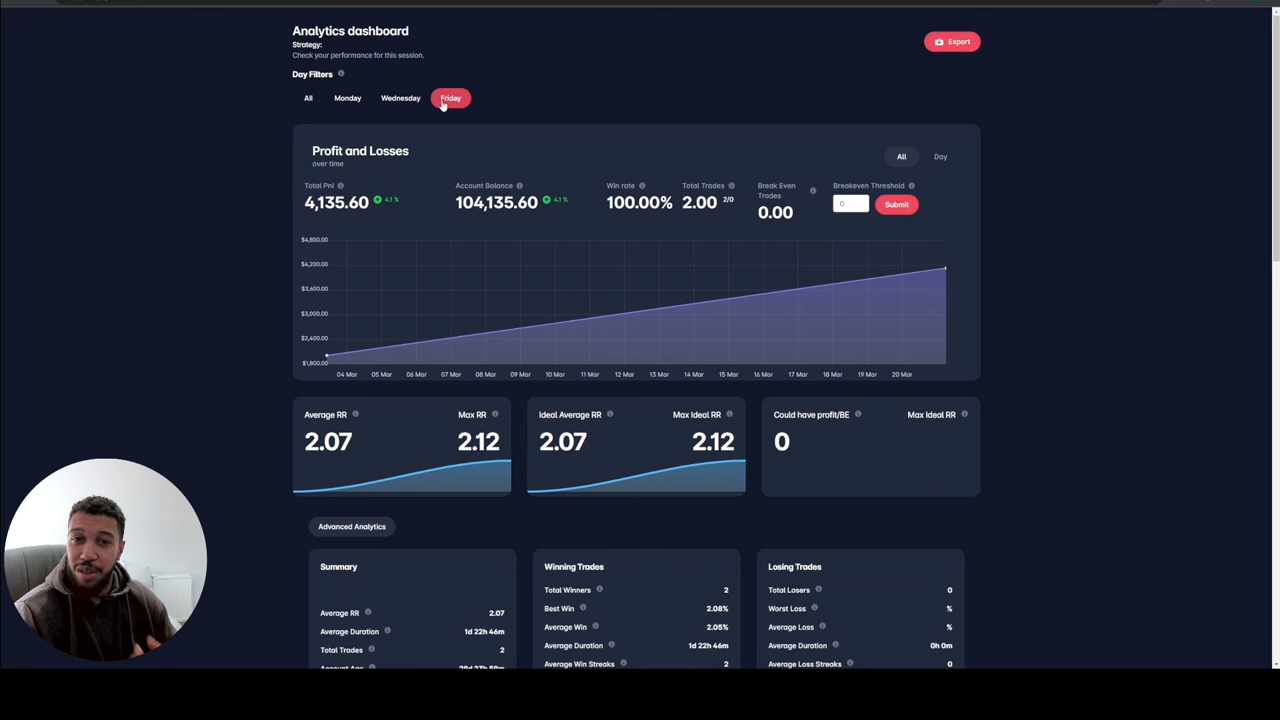 Analytics dashboard
Strategy:
Check your performance for this session.
Export
Day Filters
All Monday Wednesday Friday
Profit and Losses
over time
All Day
Total Pnl
4,135.60 4.1 %
Account Balance
104,135.60 4.1 %
Win rate
100.00%
Total Trades
2.00 2/0
Break Even
Trades
0.00
Breakeven Threshold
0 Submit
$4,800.00
$4,200.00
$3,600.00
$3,000.00
$2,400.00
$1,800.00
04 Mar 05 Mar 06 Mar 07 Mar 08 Mar 09 Mar 10 Mar 11 Mar 12 Mar 13 Mar 14 Mar 15 Mar 16 Mar 17 Mar 18 Mar 19 Mar 20 Mar
Average RR Max RR
2.07 2.12
Ideal Average RR Max Ideal RR
2.07 2.12
Could have profit/BE Max Ideal RR
0
Advanced Analytics
Summary
Average RR 2.07
Average Duration 1d 22h 46m
Total Trades 2
Winning Trades
Total Winners 2
Best Win 2.08%
Average Win 2.05%
Average Duration 1d 22h 46m
Average Win Streaks 2
Losing Trades
Total Losers 0
Worst Loss %
Average Loss %
Average Duration 0h 0m
Average Loss Streaks 0